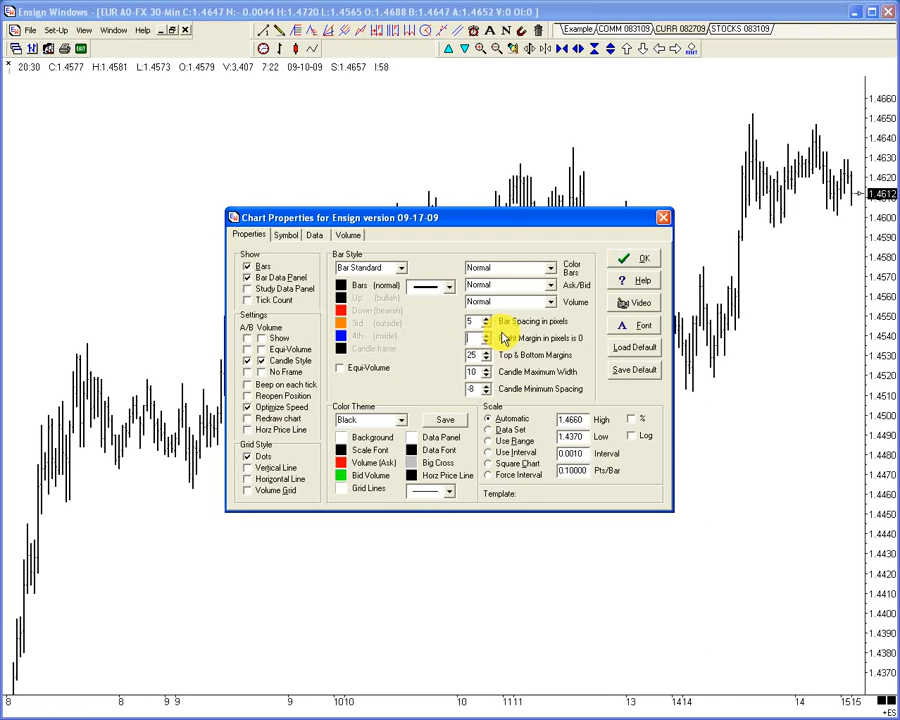 Ensign Windows - [EUR A0-FX 30-Min C:1.4647 N:- 0.0044 H:1.4720 L:1.4565 O:1.4688 B:1.4647 A:1.4652 V:0 OI:0 ]
File Set-Up View Window Help
Example COMM 083109 CURR 082709 STOCKS 083109
20:30 C:1.4577 H:1.4581 L:1.4573 O:1.4579 V:3,407 7:22 09-10-09 S:1.4657 I:58
Chart Properties for Ensign version 09-17-09
Properties Symbol Data Volume
Show
Bars
Bar Data Panel
Study Data Panel
Tick Count
Settings
A/B Volume
Show
Equi-Volume
Candle Style
No Frame
Beep on each tick
Reopen Position
Optimize Speed
Redraw chart
Horz Price Line
Grid Style
Dots
Vertical Line
Horizontal Line
Volume Grid
Bar Style
Bar Standard
Bars (normal)
Up (bullish)
Down (bearish)
3rd (outside)
4th (inside)
Candle frame
Equi-Volume
Normal Color Bars
Normal Ask/Bid
Normal Volume
5 Bar Spacing in pixels
Right Margin in pixels is 0
25 Top & Bottom Margins
10 Candle Maximum Width
-8 Candle Minimum Spacing
OK
Help
Video
Font
Load Default
Save Default
Color Theme
Black Save
Background Data Panel
Scale Font Data Font
Volume (Ask) Big Cross
Bid Volume Horz Price Line
Grid Lines
Scale
Automatic 1.4660 High %
Data Set 1.4370 Low Log
Use Range
Use Interval 0.0010 Interval
Square Chart
Force Interval 0.10000 Pts/Bar
Template:
1.4660
1.4630
1.4620
1.4612
1.4600
1.4590
1.4580
1.4570
1.4560
1.4550
1.4540
1.4530
1.4520
1.4510
1.4500
1.4490
1.4480
1.4470
1.4460
1.4450
1.4440
1.4420
1.4410
1.4400
1.4390
1.4380
1.4370
8 8 9 9 9 1010 10 1111 13 1414 14 1515
+ES